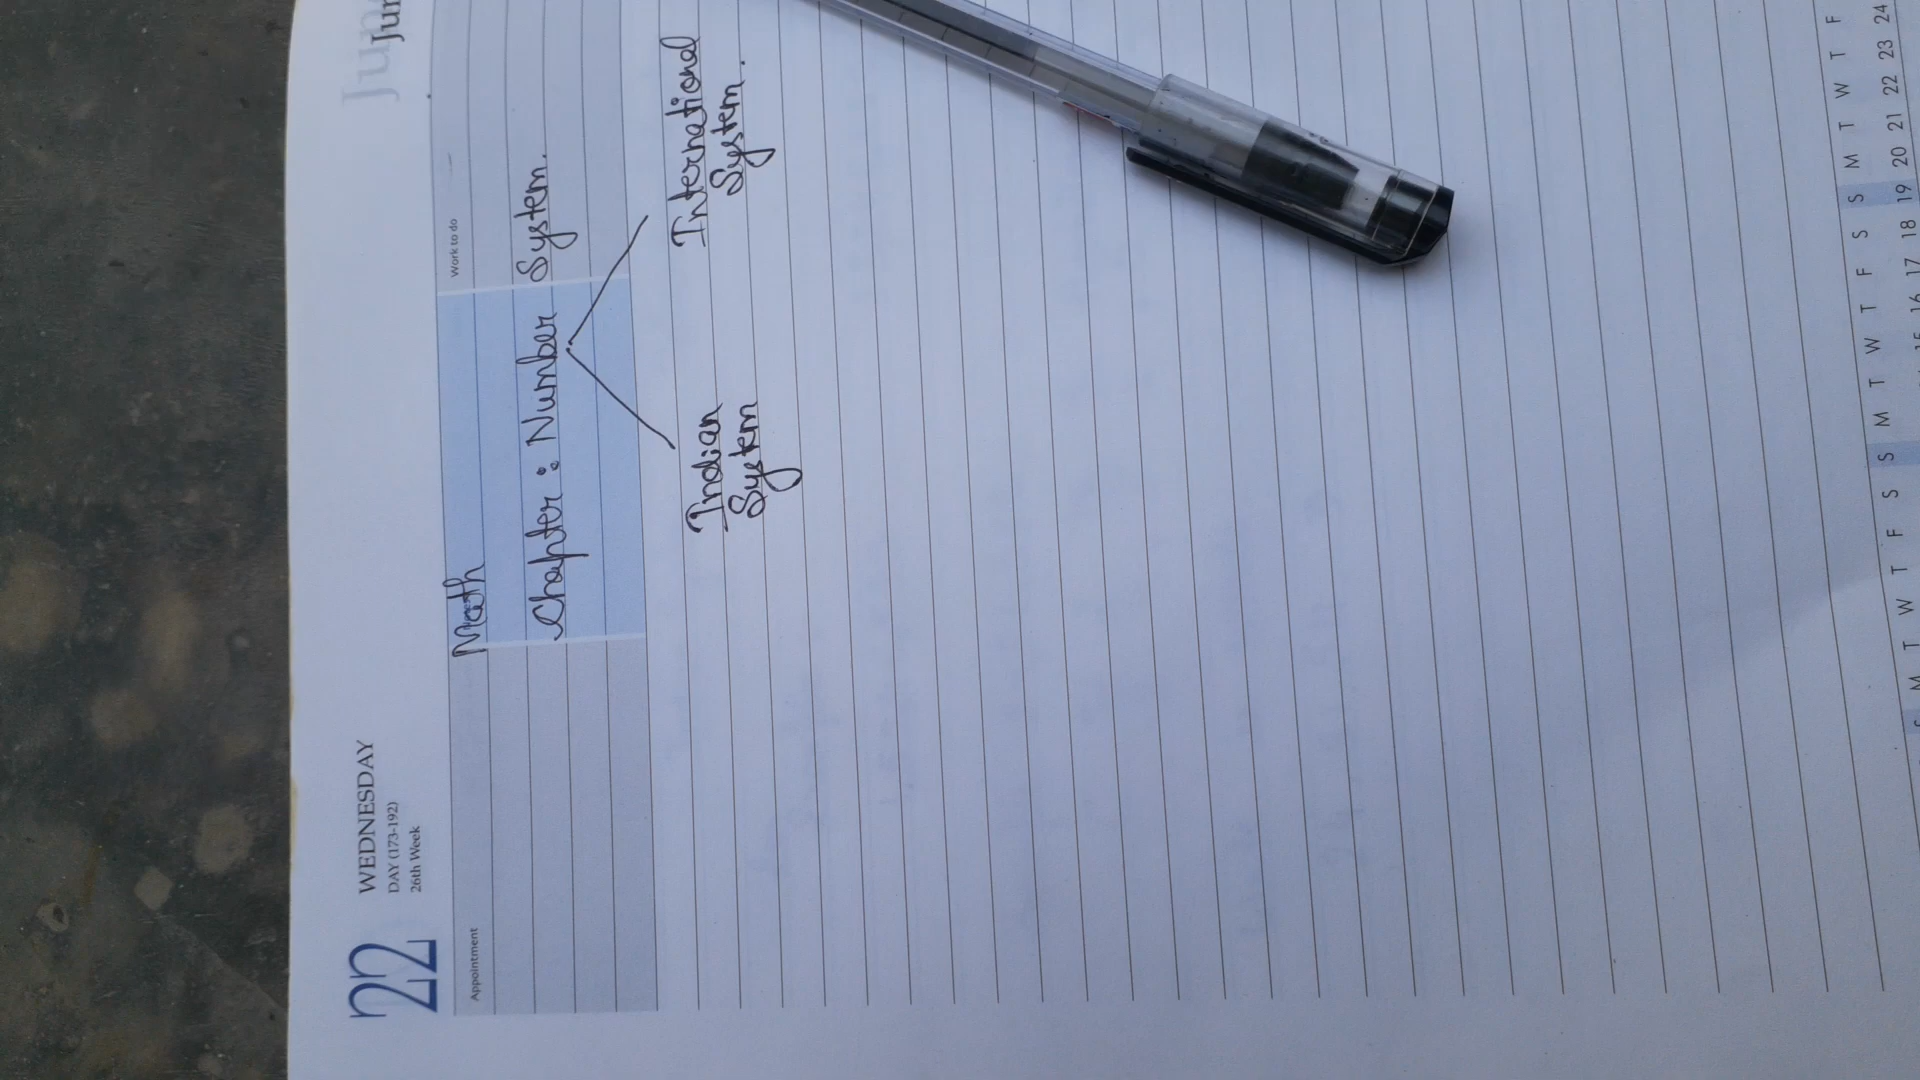 22 WEDNESDAY
DAY (173-192)
26th Week
Appointment
Work to do
Math
Chapter : Number System.
Indian System
International System.
M T W T F S S M T W T F S S M T W T F
15 16 17 18 19 20 21 22 23 24